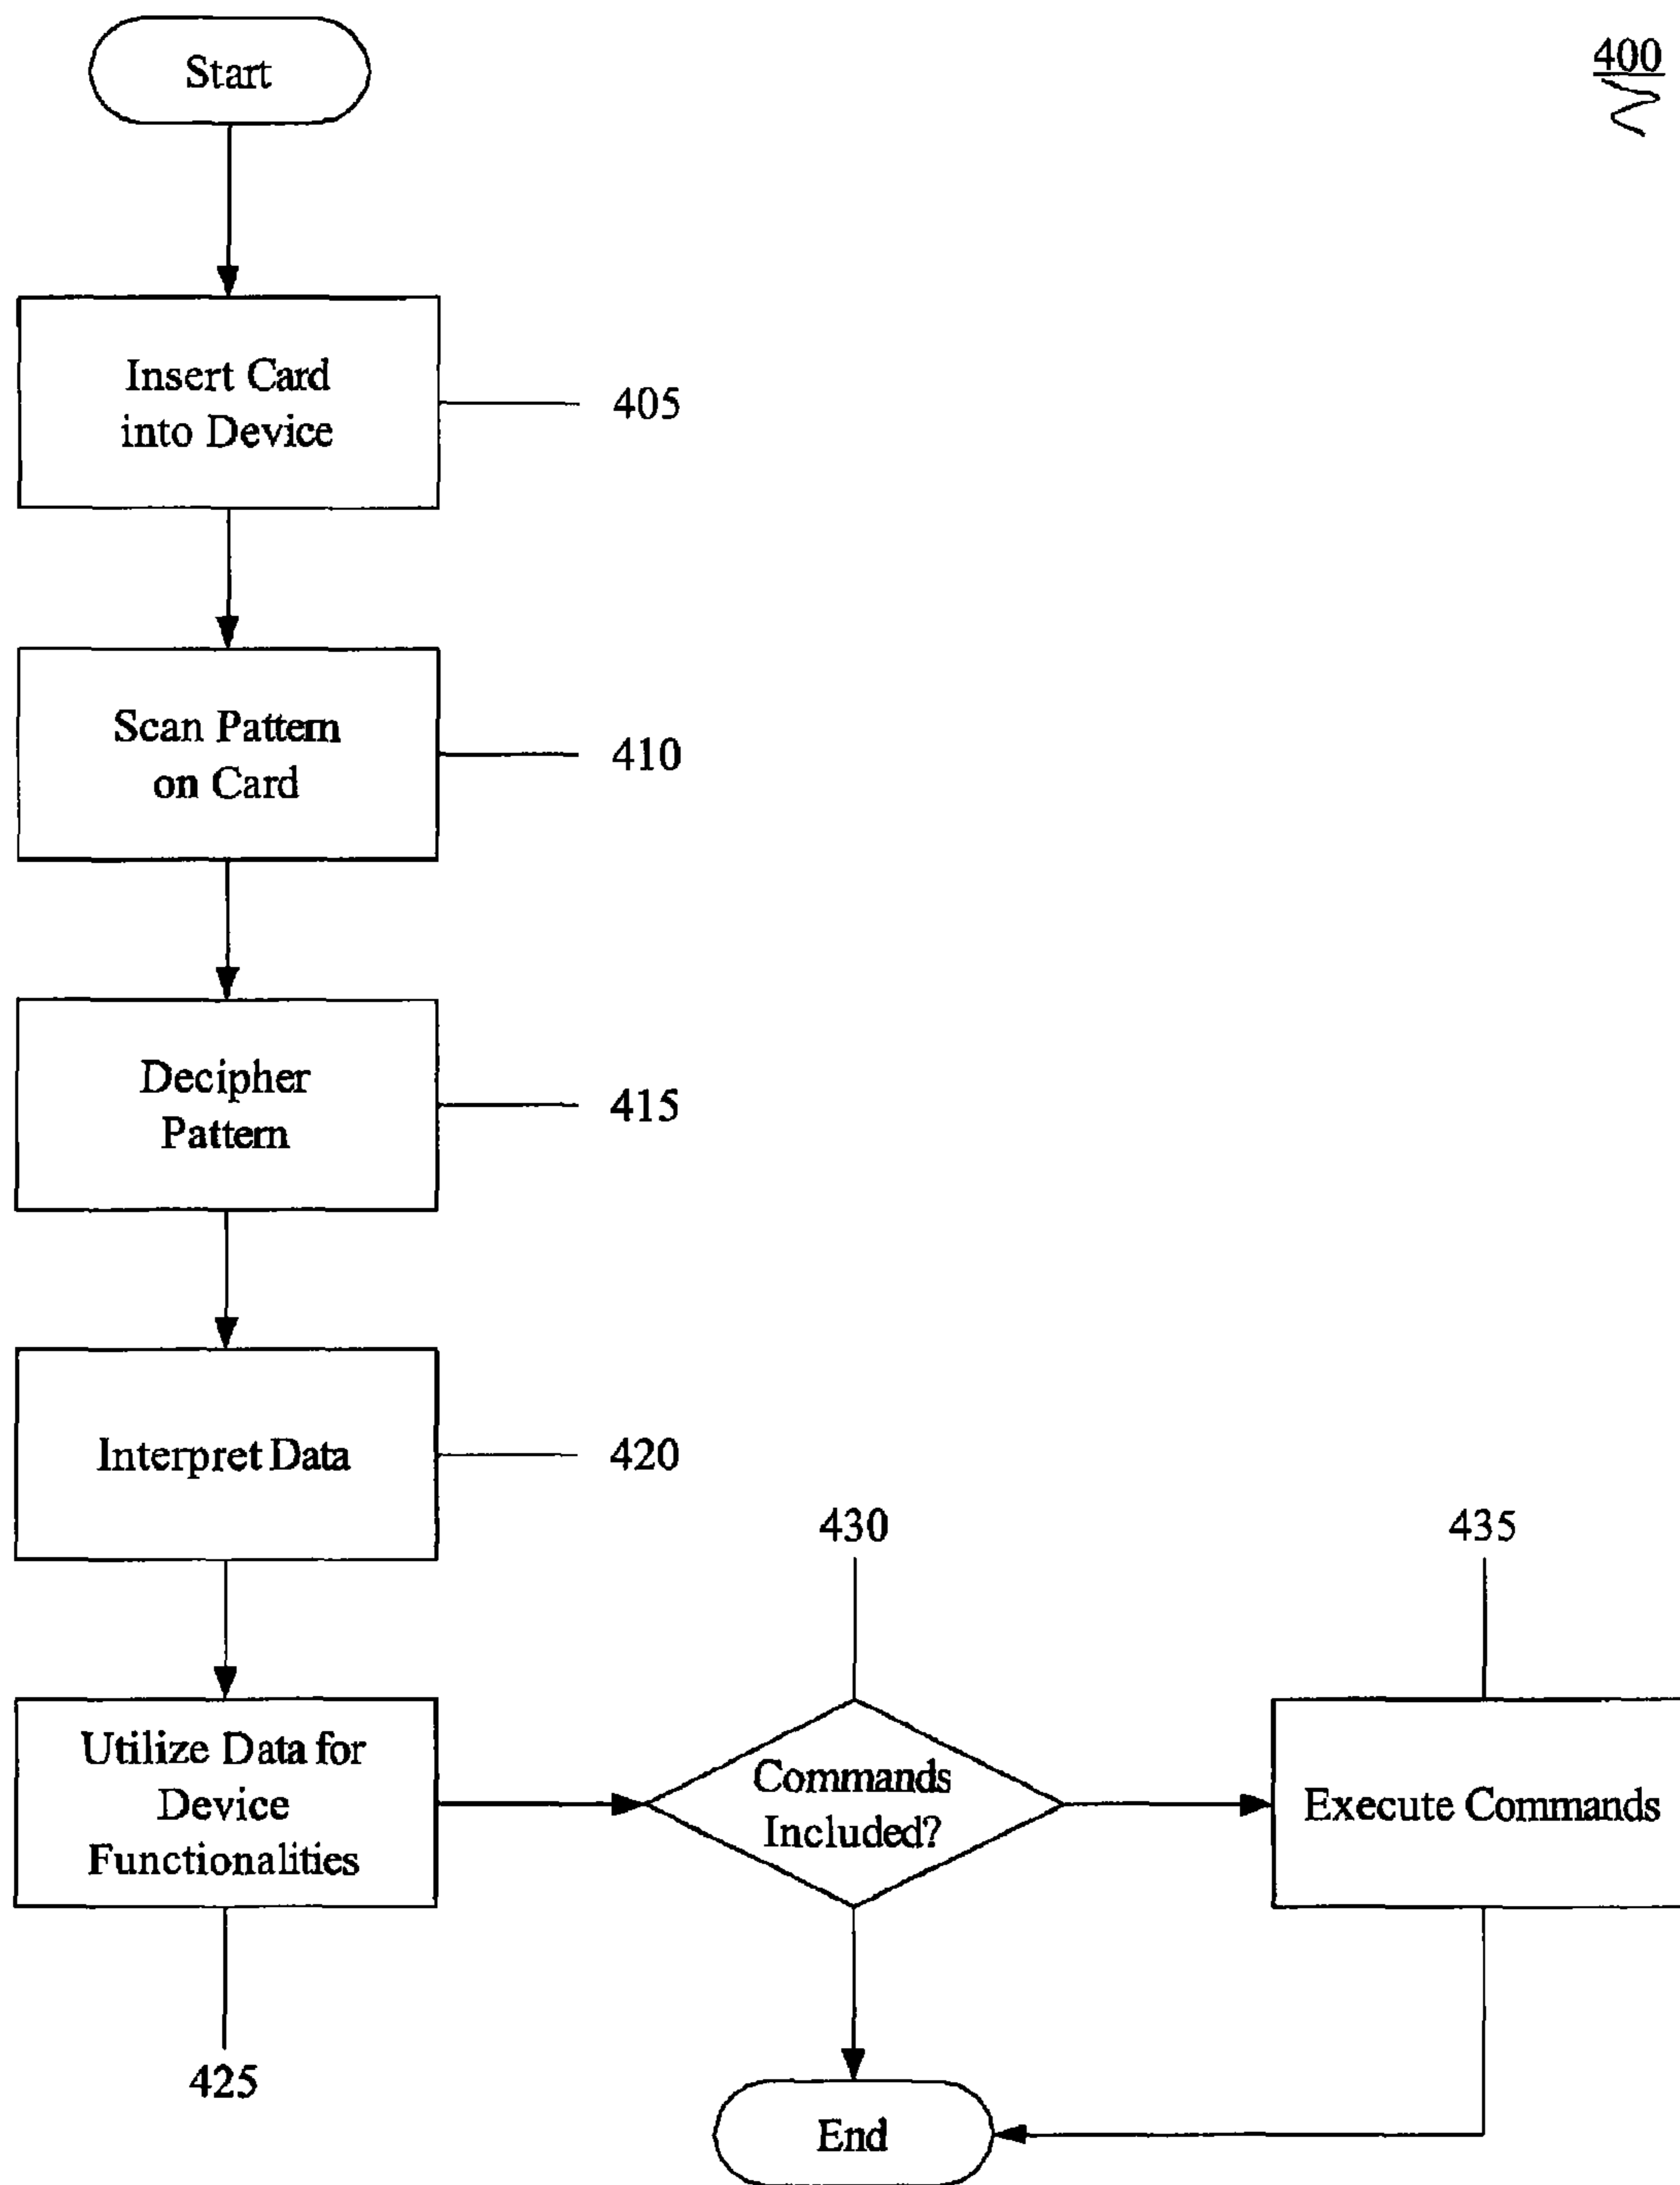 400
Start
Insert Card
into Device
405
Scan Pattern
on Card
410
Decipher
Pattern
415
Interpret Data
420
430
435
Utilize Data for
Device
Functionalities
Commands
Included?
Execute Commands
425
End